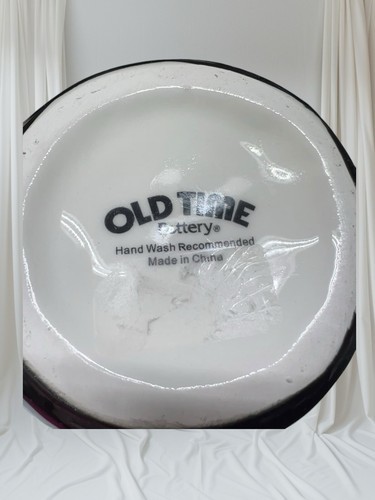 OLD TIME
Pottery®
Hand Wash Recommended
Made in China